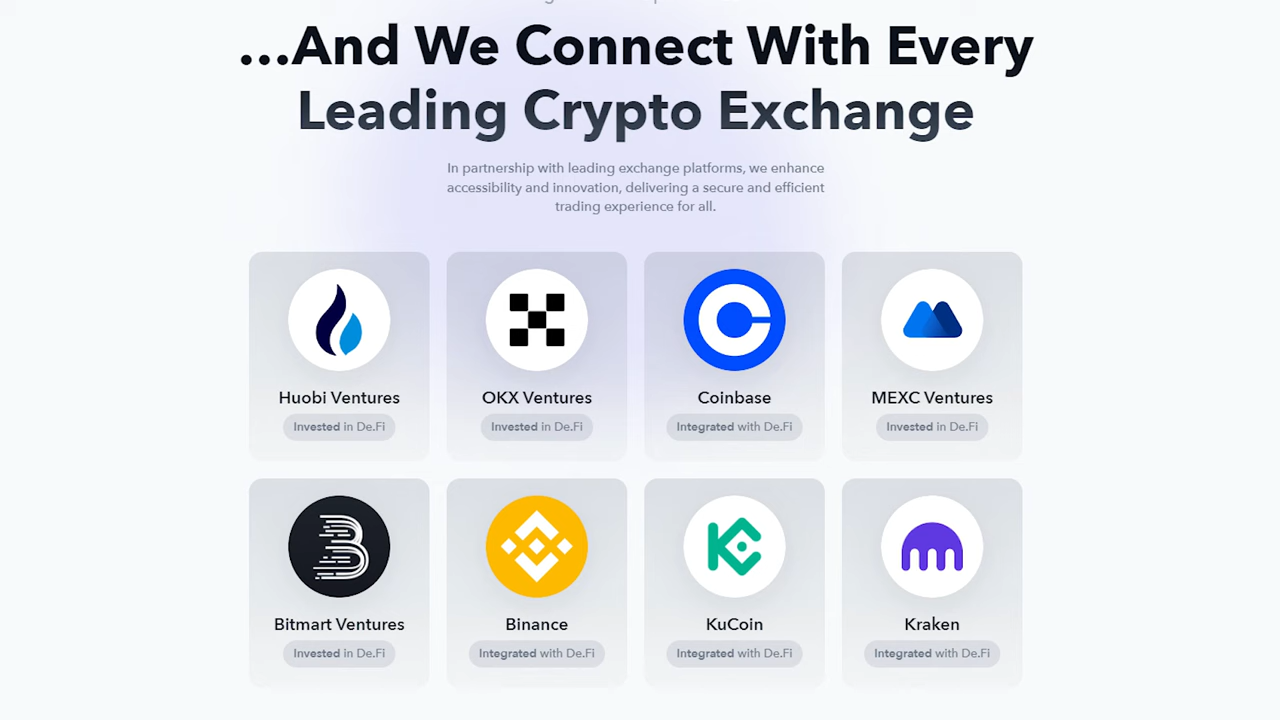 ...And We Connect With Every
Leading Crypto Exchange
In partnership with leading exchange platforms, we enhance
accessibility and innovation, delivering a secure and efficient
trading experience for all.
Huobi Ventures
Invested in De.Fi
OKX Ventures
Invested in De.Fi
Coinbase
Integrated with De.Fi
MEXC Ventures
Invested in De.Fi
Bitmart Ventures
Invested in De.Fi
Binance
Integrated with De.Fi
KuCoin
Integrated with De.Fi
Kraken
Integrated with De.Fi